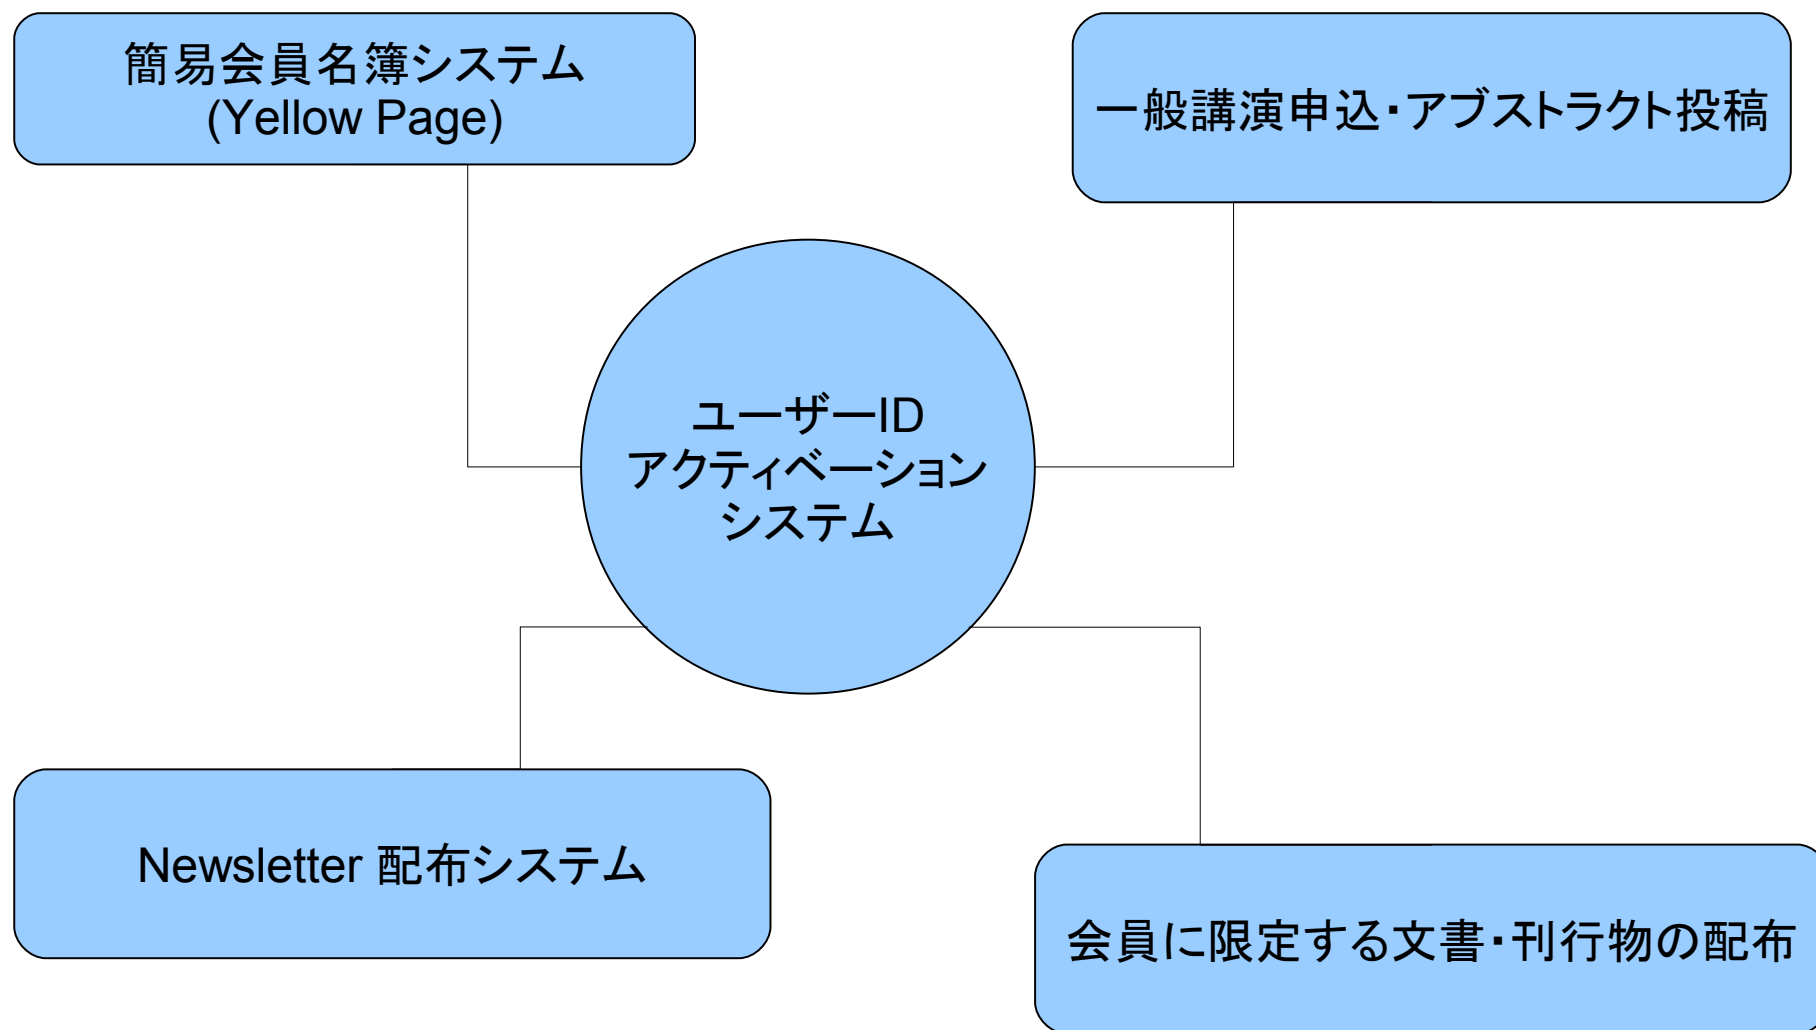 簡易会員名簿システム
(Yellow Page)
一般講演申込・アブストラクト投稿
ユーザーID
アクティベーション
システム
Newsletter 配布システム
会員に限定する文書・刊行物の配布